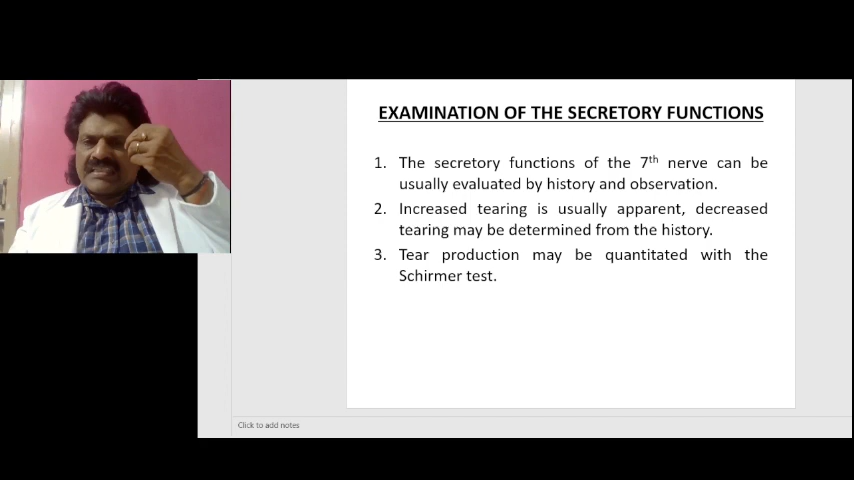 EXAMINATION OF THE SECRETORY FUNCTIONS
1. The secretory functions of the 7th nerve can be
usually evaluated by history and observation.
2. Increased tearing is usually apparent, decreased
tearing may be determined from the history.
3. Tear production may be quantitated with the
Schirmer test.
Click to add notes